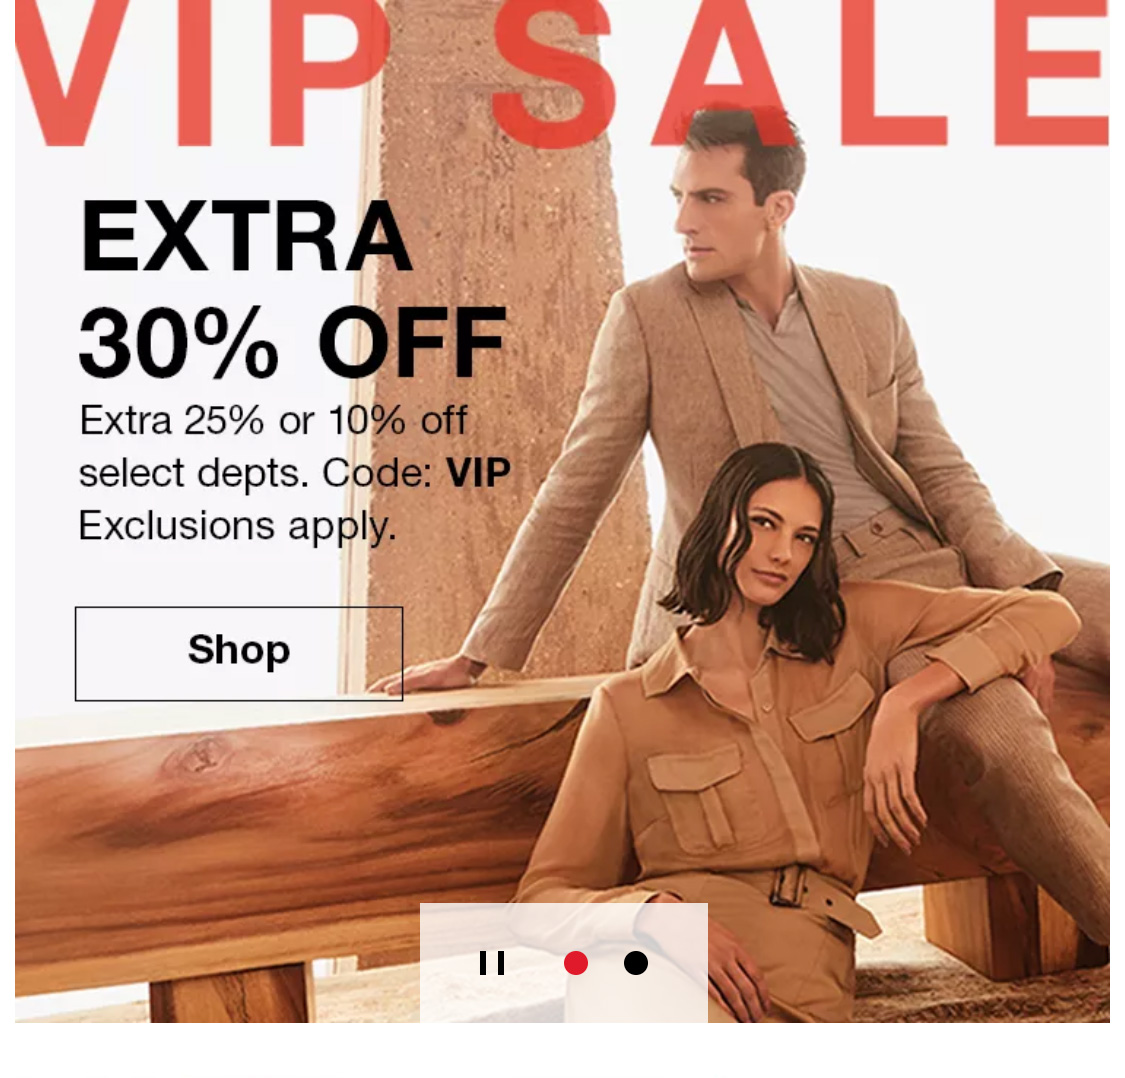 VIP SALE
EXTRA
30% OFF
Extra 25% or 10% off
select depts. Code: VIP
Exclusions apply.
Shop